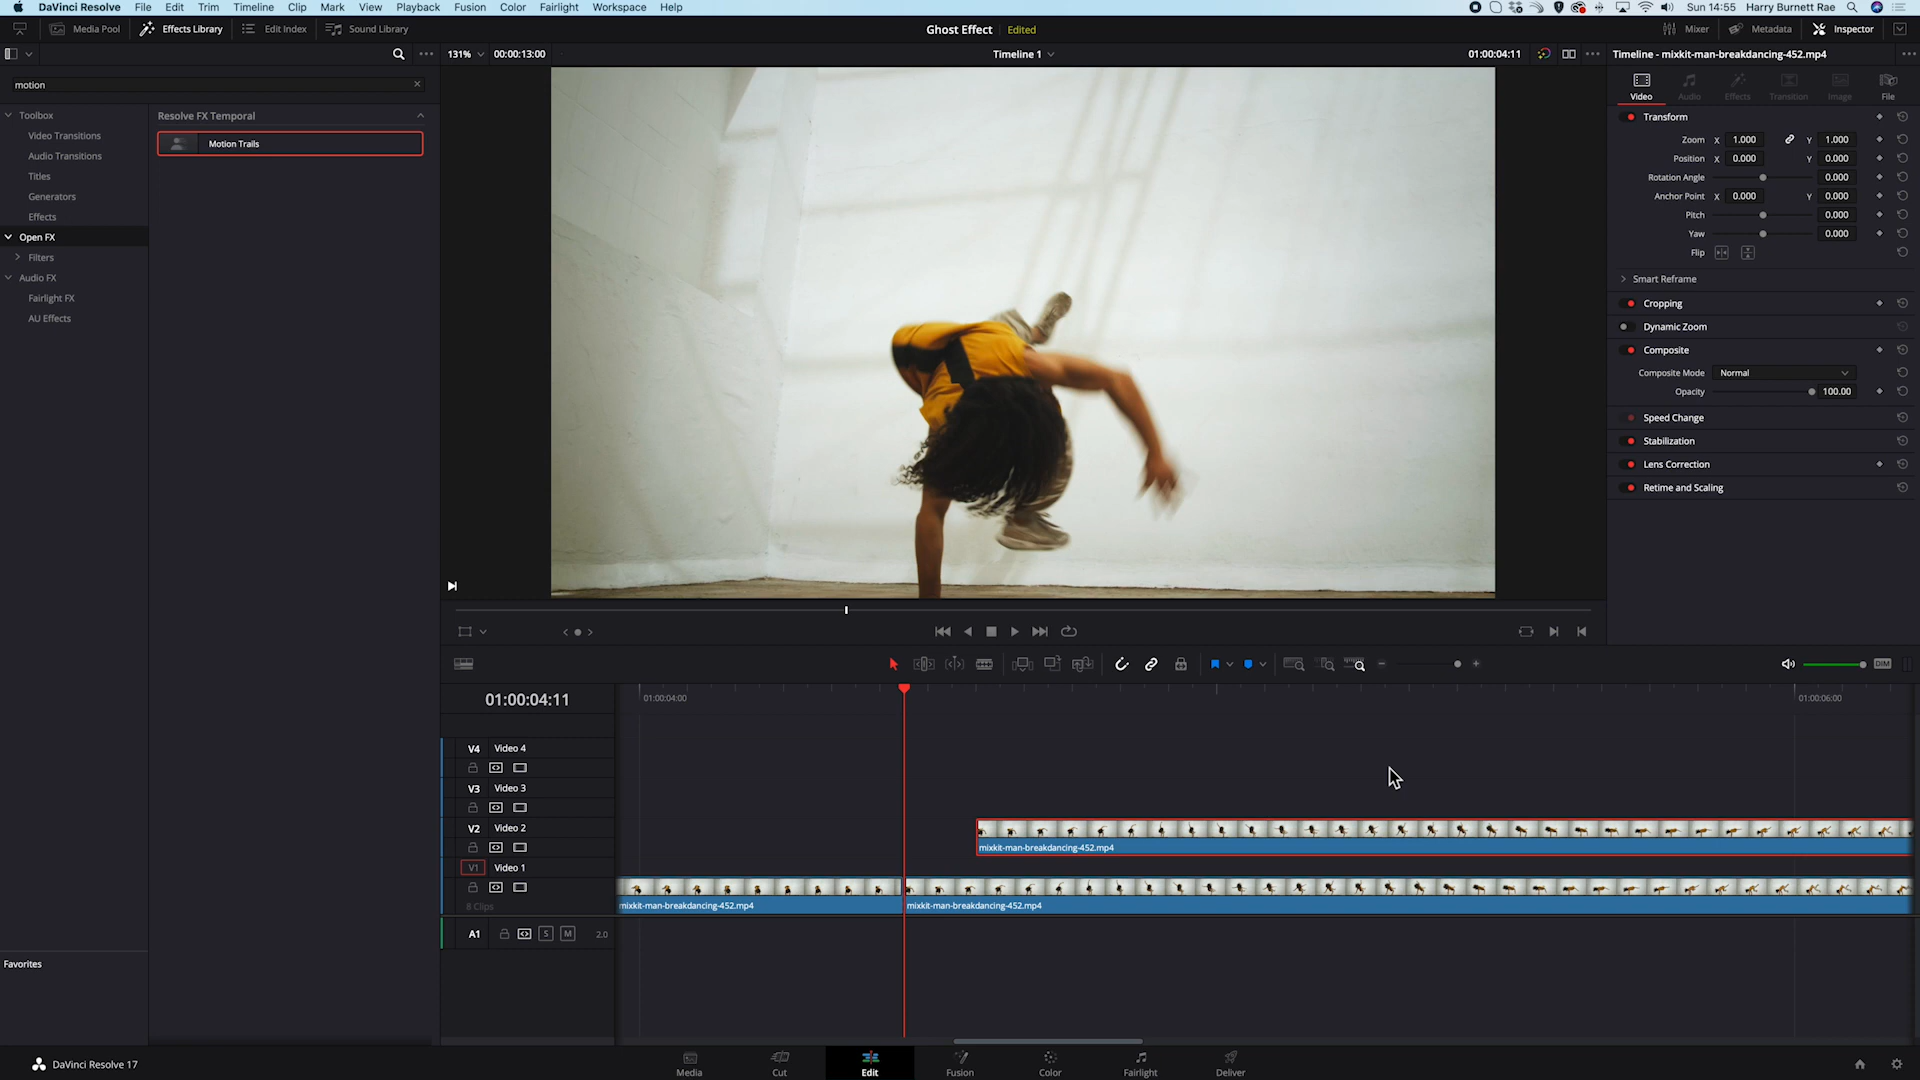 DaVinci Resolve File Edit Trim Timeline Clip Mark View Playback Fusion Color Fairlight Workspace Help Sun 14:55 Harry Burnett Rae
Media Pool Effects Library Edit Index Sound Library Ghost Effect Edited Mixer Metadata Inspector
131% 00:00:13:00 Timeline 1 01:00:04:11 Timeline - mixkit-man-breakdancing-452.mp4
motion
Video Audio Effects Transition Image File
Toolbox
Video Transitions
Audio Transitions
Titles
Generators
Effects
Open FX
Filters
Audio FX
Fairlight FX
AU Effects
Favorites
Resolve FX Temporal
Motion Trails
Transform
Zoom X 1.000 Y 1.000
Position X 0.000 Y 0.000
Rotation Angle 0.000
Anchor Point X 0.000 Y 0.000
Pitch 0.000
Yaw 0.000
Flip
Smart Reframe
Cropping
Dynamic Zoom
Composite
Composite Mode Normal
Opacity 100.00
Speed Change
Stabilization
Lens Correction
Retime and Scaling
DIM
01:00:04:11 01:00:04:00 01:00:06:00
V4 Video 4
V3 Video 3
V2 Video 2
mixkit-man-breakdancing-452.mp4
V1 Video 1
8 Clips
mixkit-man-breakdancing-452.mp4 mixkit-man-breakdancing-452.mp4
A1 S M 2.0
DaVinci Resolve 17
Media Cut Edit Fusion Color Fairlight Deliver